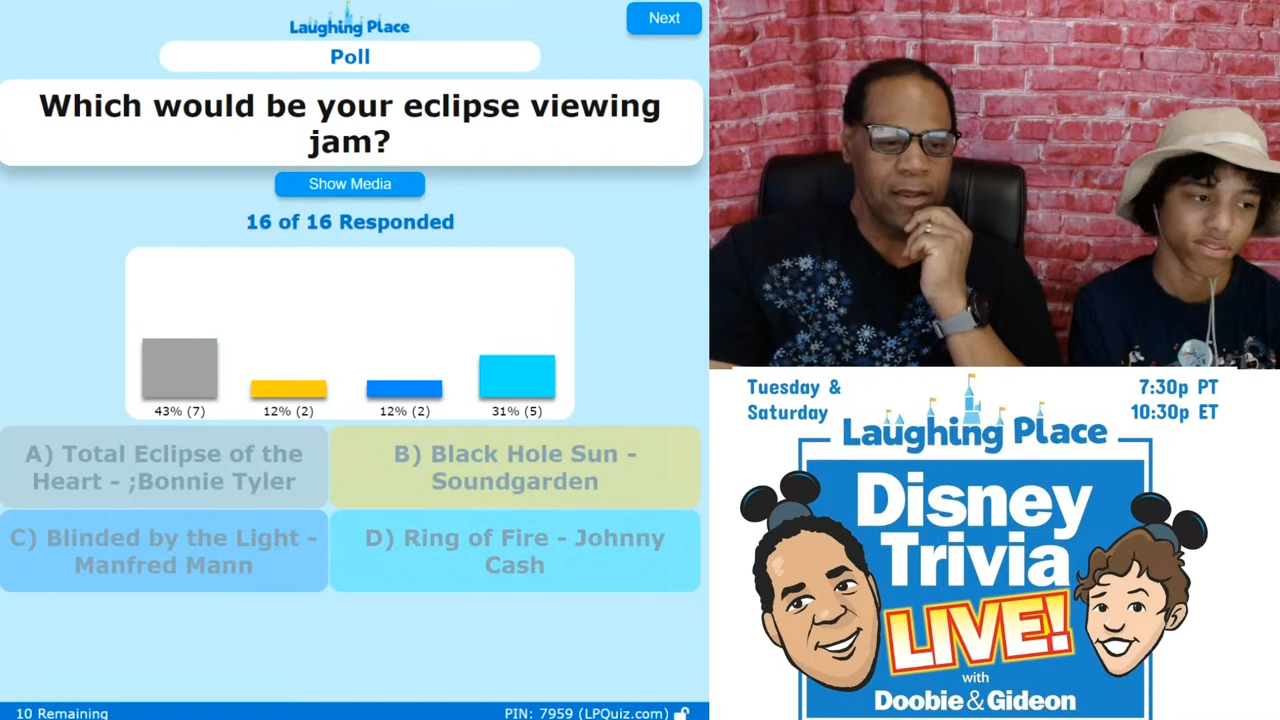 Laughing Place
Next
Poll
Which would be your eclipse viewing
jam?
Show Media
16 of 16 Responded
43% (7)
12% (2)
12% (2)
31% (5)
A) Total Eclipse of the
Heart - ;Bonnie Tyler
B) Black Hole Sun -
Soundgarden
C) Blinded by the Light -
Manfred Mann
D) Ring of Fire - Johnny
Cash
10 Remaining
PIN: 7959 (LPQuiz.com)
Tuesday &
Saturday
7:30p PT
10:30p ET
Laughing Place
Disney
Trivia
LIVE!
with
Doobie & Gideon